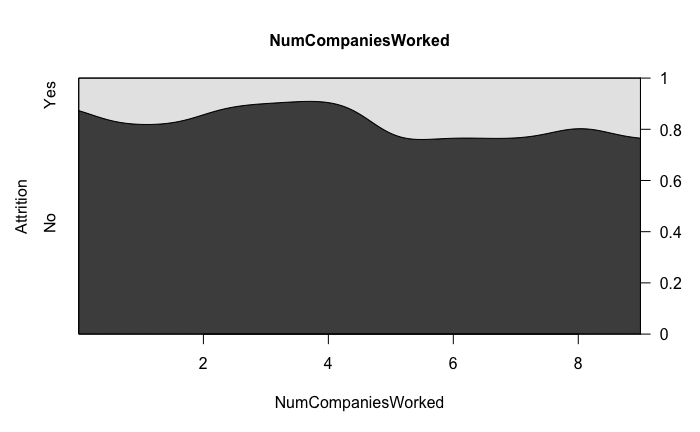 NumCompaniesWorked
Attrition
No
Yes
0
0.2
0.4
0.6
0.8
1
2
4
6
8
NumCompaniesWorked